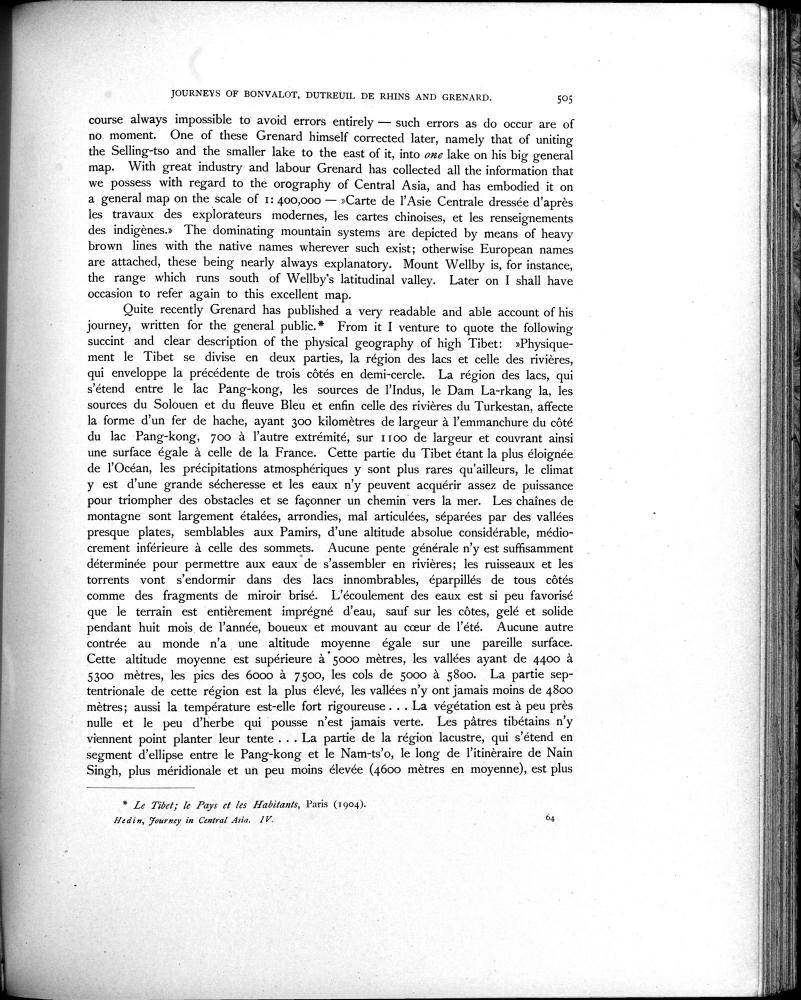 JOURNEYS OF BONVALOT, DUTREUIL DE RHINS AND GRENARD. 505
course always impossible to avoid errors entirely — such errors as do occur are of
no moment. One of these Grenard himself corrected later, namely that of uniting
the Selling-tso and the smaller lake to the east of it, into one lake on his big general
map. With great industry and labour Grenard has collected all the information that
we possess with regard to the orography of Central Asia, and has embodied it on
a general map on the scale of 1: 400,000 — »Carte de l'Asie Centrale dressée d'après
les travaux des explorateurs modernes, les cartes chinoises, et les renseignements
des indigènes.» The dominating mountain systems are depicted by means of heavy
brown lines with the native names wherever such exist; otherwise European names
are attached, these being nearly always explanatory. Mount Wellby is, for instance,
the range which runs south of Wellby's latitudinal valley. Later on I shall have
occasion to refer again to this excellent map.
Quite recently Grenard has published a very readable and able account of his
journey, written for the general public.* From it I venture to quote the following
succint and clear description of the physical geography of high Tibet: »Physique-
ment le Tibet se divise en deux parties, la région des lacs et celle des rivières,
qui enveloppe la précédente de trois côtés en demi-cercle. La région des lacs, qui
s'étend entre le lac Pang-kong, les sources de l'Indus, le Dam La-rkang la, les
sources du Solouen et du fleuve Bleu et enfin celle des rivières du Turkestan, affecte
la forme d'un fer de hache, ayant 300 kilomètres de largeur à l'emmanchure du côté
du lac Pang-kong, 700 à l'autre extrémité, sur 1100 de largeur et couvrant ainsi
une surface égale à celle de la France. Cette partie du Tibet étant la plus éloignée
de l'Océan, les précipitations atmosphériques y sont plus rares qu'ailleurs, le climat
y est d'une grande sécheresse et les eaux n'y peuvent acquérir assez de puissance
pour triompher des obstacles et se façonner un chemin vers la mer. Les chaînes de
montagne sont largement étalées, arrondies, mal articulées, séparées par des vallées
presque plates, semblables aux Pamirs, d'une altitude absolue considérable, médio-
crement inférieure à celle des sommets. Aucune pente générale n'y est suffisamment
déterminée pour permettre aux eaux de s'assembler en rivières; les ruisseaux et les
torrents vont s'endormir dans des lacs innombrables, éparpillés de tous côtés
comme des fragments de miroir brisé. L'écoulement des eaux est si peu favorisé
que le terrain est entièrement imprégné d'eau, sauf sur les côtes, gelé et solide
pendant huit mois de l'année, boueux et mouvant au cœur de l'été. Aucune autre
contrée au monde n'a une altitude moyenne égale sur une pareille surface.
Cette altitude moyenne est supérieure à 5000 mètres, les vallées ayant de 4400 à
5300 mètres, les pics des 6000 à 7500, les cols de 5000 à 5800. La partie sep-
tentrionale de cette région est la plus élevé, les vallées n'y ont jamais moins de 4800
mètres; aussi la température est-elle fort rigoureuse . . . La végétation est à peu près
nulle et le peu d'herbe qui pousse n'est jamais verte. Les pâtres tibétains n'y
viennent point planter leur tente . . . La partie de la région lacustre, qui s'étend en
segment d'ellipse entre le Pang-kong et le Nam-ts'o, le long de l'itinèraire de Nain
Singh, plus méridionale et un peu moins élevée (4600 mètres en moyenne), est plus
* Le Tibet; le Pays et les Habitants, Paris (1904).
Hedin, Journey in Central Asia. IV. 64